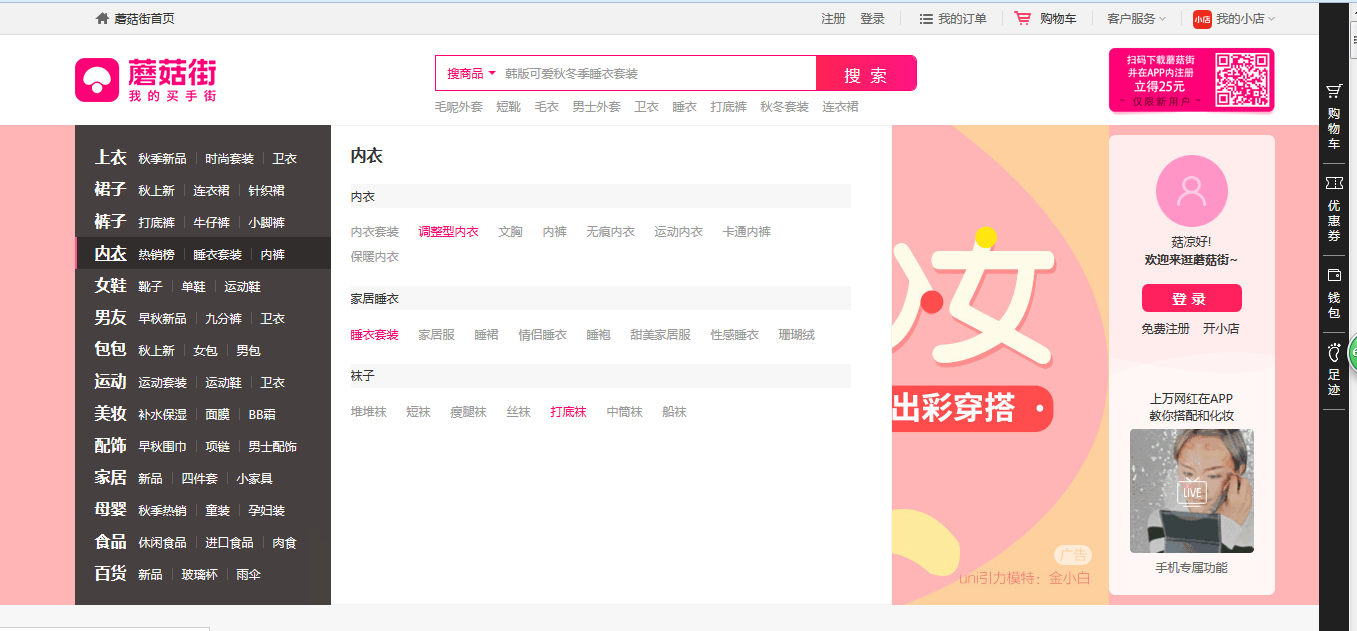 蘑菇街首页
注册 登录 我的订单 购物车 客户服务 小店 我的小店
蘑菇街
我的买手街
搜商品 韩版可爱秋冬季睡衣套装 搜 索
毛呢外套 短靴 毛衣 男士外套 卫衣 睡衣 打底裤 秋冬套装 连衣裙
扫码下载蘑菇街
并在APP内注册
立得25元
- 仅限新用户 -
上衣 秋季新品 时尚套装 卫衣
裙子 秋上新 连衣裙 针织裙
裤子 打底裤 牛仔裤 小脚裤
内衣 热销榜 睡衣套装 内裤
女鞋 靴子 单鞋 运动鞋
男友 早秋新品 九分裤 卫衣
包包 秋上新 女包 男包
运动 运动套装 运动鞋 卫衣
美妆 补水保湿 面膜 BB霜
配饰 早秋围巾 项链 男士配饰
家居 新品 四件套 小家具
母婴 秋季热销 童装 孕妇装
食品 休闲食品 进口食品 肉食
百货 新品 玻璃杯 雨伞
内衣
内衣
内衣套装 调整型内衣 文胸 内裤 无痕内衣 运动内衣 卡通内裤
保暖内衣
家居睡衣
睡衣套装 家居服 睡裙 情侣睡衣 睡袍 甜美家居服 性感睡衣 珊瑚绒
袜子
堆堆袜 短袜 瘦腿袜 丝袜 打底袜 中筒袜 船袜
女
出彩穿搭
广告
uni引力模特：金小白
菇凉好!
欢迎来逛蘑菇街~
登 录
免费注册 开小店
上万网红在APP
教你搭配和化妆
LIVE
手机专属功能
购物车
优惠券
钱包
足迹